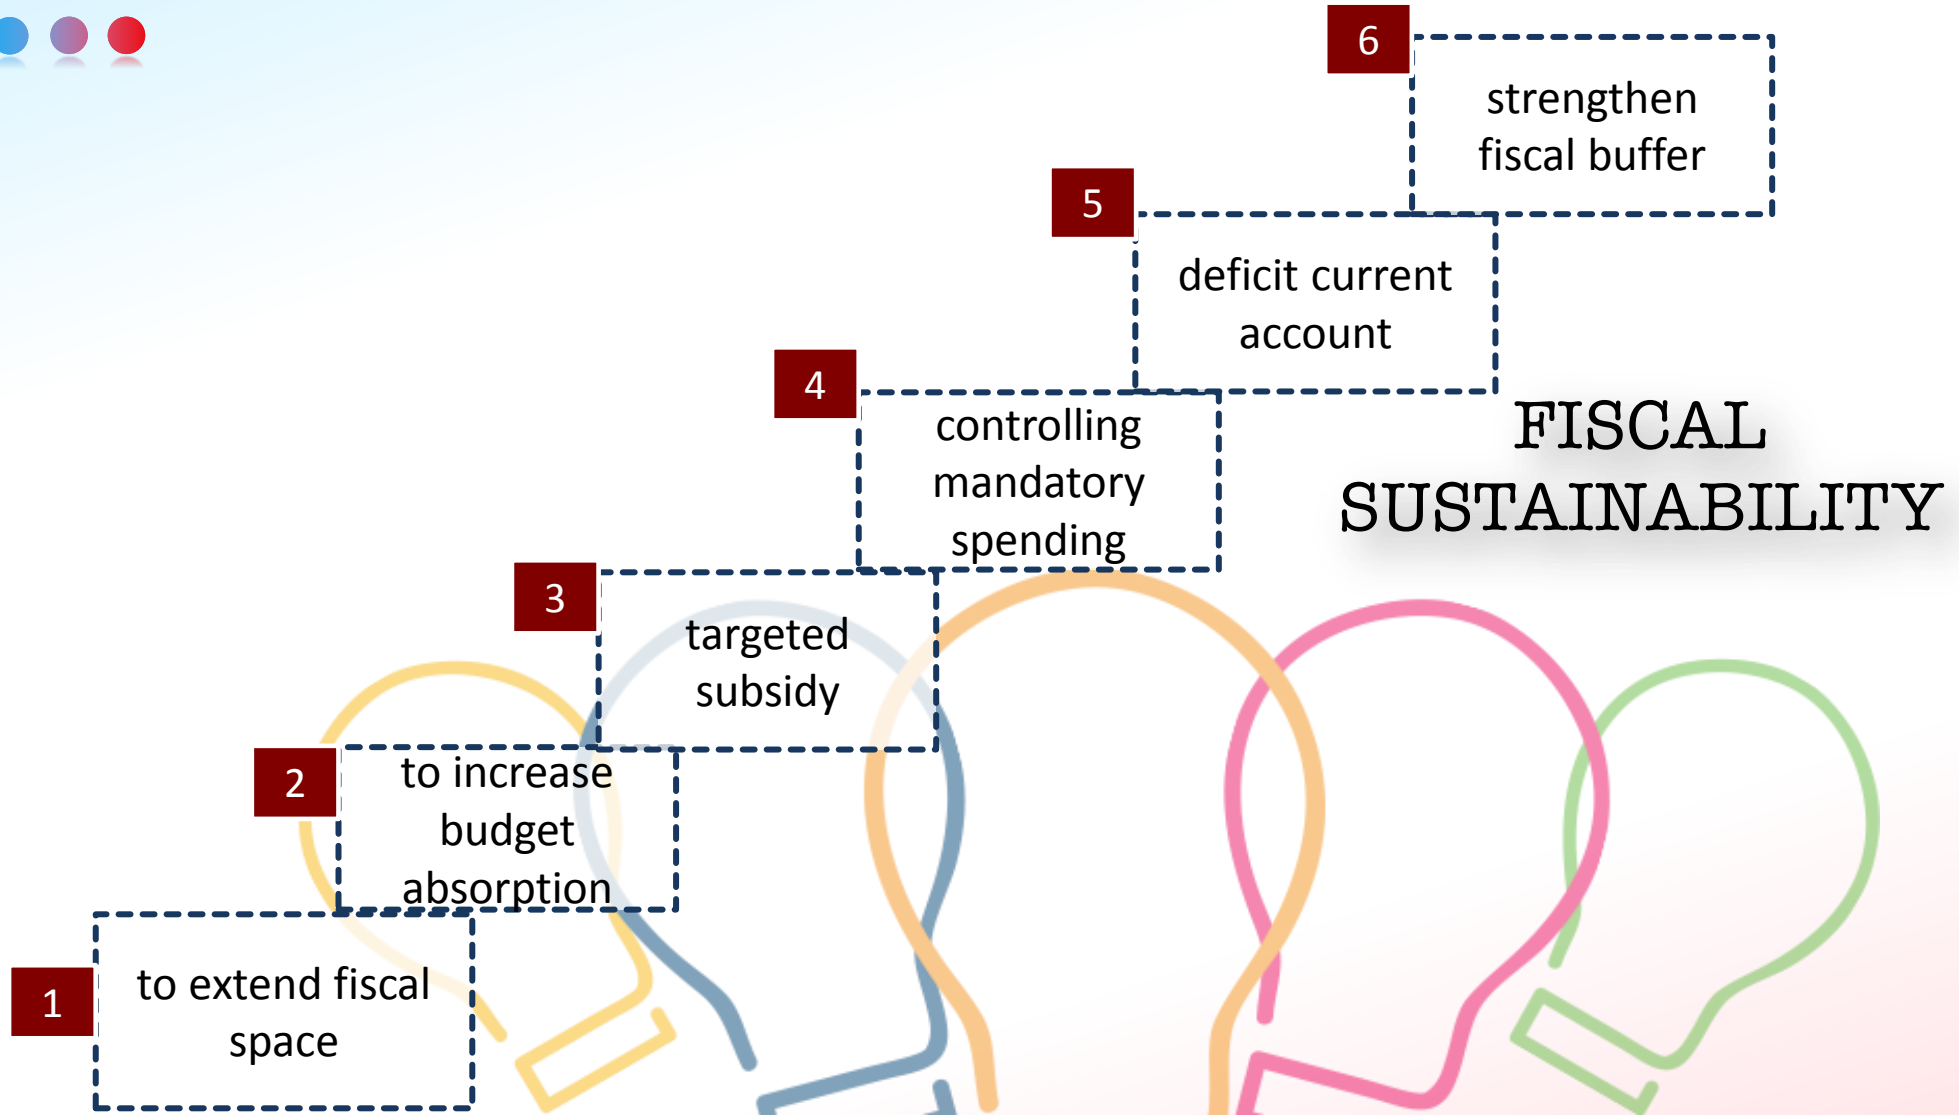 6
strengthen
fiscal buffer
5
deficit current
account
4
controlling
mandatory
spending
FISCAL
SUSTAINABILITY
3
targeted
subsidy
2
to increase
budget
absorption
1
to extend fiscal
space